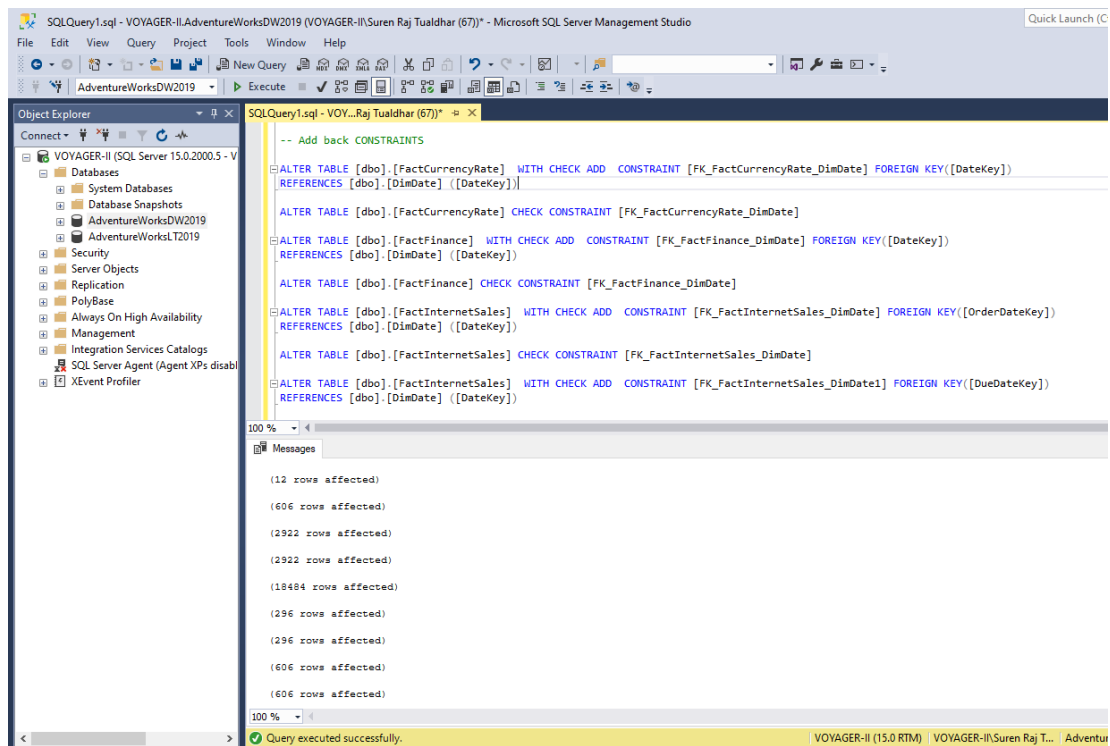 SQLQuery1.sql - VOYAGER-II.AdventureWorksDW2019 (VOYAGER-II\Suren Raj Tualdhar (67))* - Microsoft SQL Server Management Studio
Quick Launch (C
File Edit View Query Project Tools Window Help
New Query MDX DMX XMLA DAX
AdventureWorksDW2019 Execute
Object Explorer
Connect
VOYAGER-II (SQL Server 15.0.2000.5 - V
Databases
System Databases
Database Snapshots
AdventureWorksDW2019
AdventureWorksLT2019
Security
Server Objects
Replication
PolyBase
Always On High Availability
Management
Integration Services Catalogs
SQL Server Agent (Agent XPs disabl
XEvent Profiler
SQLQuery1.sql - VOY...Raj Tualdhar (67))*
-- Add back CONSTRAINTS
ALTER TABLE [dbo].[FactCurrencyRate]  WITH CHECK ADD  CONSTRAINT [FK_FactCurrencyRate_DimDate] FOREIGN KEY([DateKey])
REFERENCES [dbo].[DimDate] ([DateKey])
ALTER TABLE [dbo].[FactCurrencyRate] CHECK CONSTRAINT [FK_FactCurrencyRate_DimDate]
ALTER TABLE [dbo].[FactFinance]  WITH CHECK ADD  CONSTRAINT [FK_FactFinance_DimDate] FOREIGN KEY([DateKey])
REFERENCES [dbo].[DimDate] ([DateKey])
ALTER TABLE [dbo].[FactFinance] CHECK CONSTRAINT [FK_FactFinance_DimDate]
ALTER TABLE [dbo].[FactInternetSales]  WITH CHECK ADD  CONSTRAINT [FK_FactInternetSales_DimDate] FOREIGN KEY([OrderDateKey])
REFERENCES [dbo].[DimDate] ([DateKey])
ALTER TABLE [dbo].[FactInternetSales] CHECK CONSTRAINT [FK_FactInternetSales_DimDate]
ALTER TABLE [dbo].[FactInternetSales]  WITH CHECK ADD  CONSTRAINT [FK_FactInternetSales_DimDate1] FOREIGN KEY([DueDateKey])
REFERENCES [dbo].[DimDate] ([DateKey])
100 %
Messages
(12 rows affected)
(606 rows affected)
(2922 rows affected)
(2922 rows affected)
(18484 rows affected)
(296 rows affected)
(296 rows affected)
(606 rows affected)
(606 rows affected)
100 %
Query executed successfully.
VOYAGER-II (15.0 RTM) VOYAGER-II\Suren Raj T... Adventur